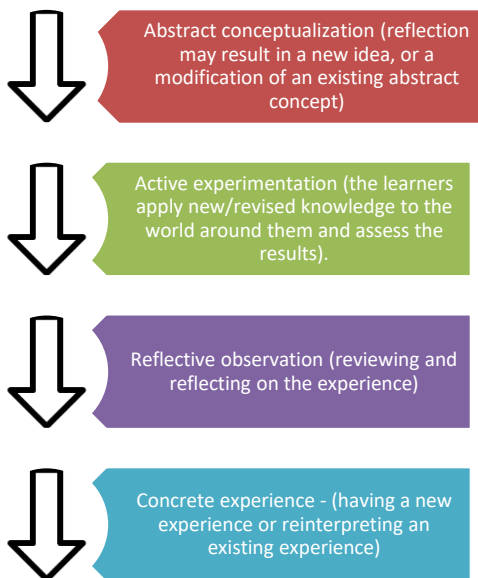 Abstract conceptualization (reflection
may result in a new idea, or a
modification of an existing abstract
concept)
Active experimentation (the learners
apply new/revised knowledge to the
world around them and assess the
results).
Reflective observation (reviewing and
reflecting on the experience)
Concrete experience - (having a new
experience or reinterpreting an
existing experience)